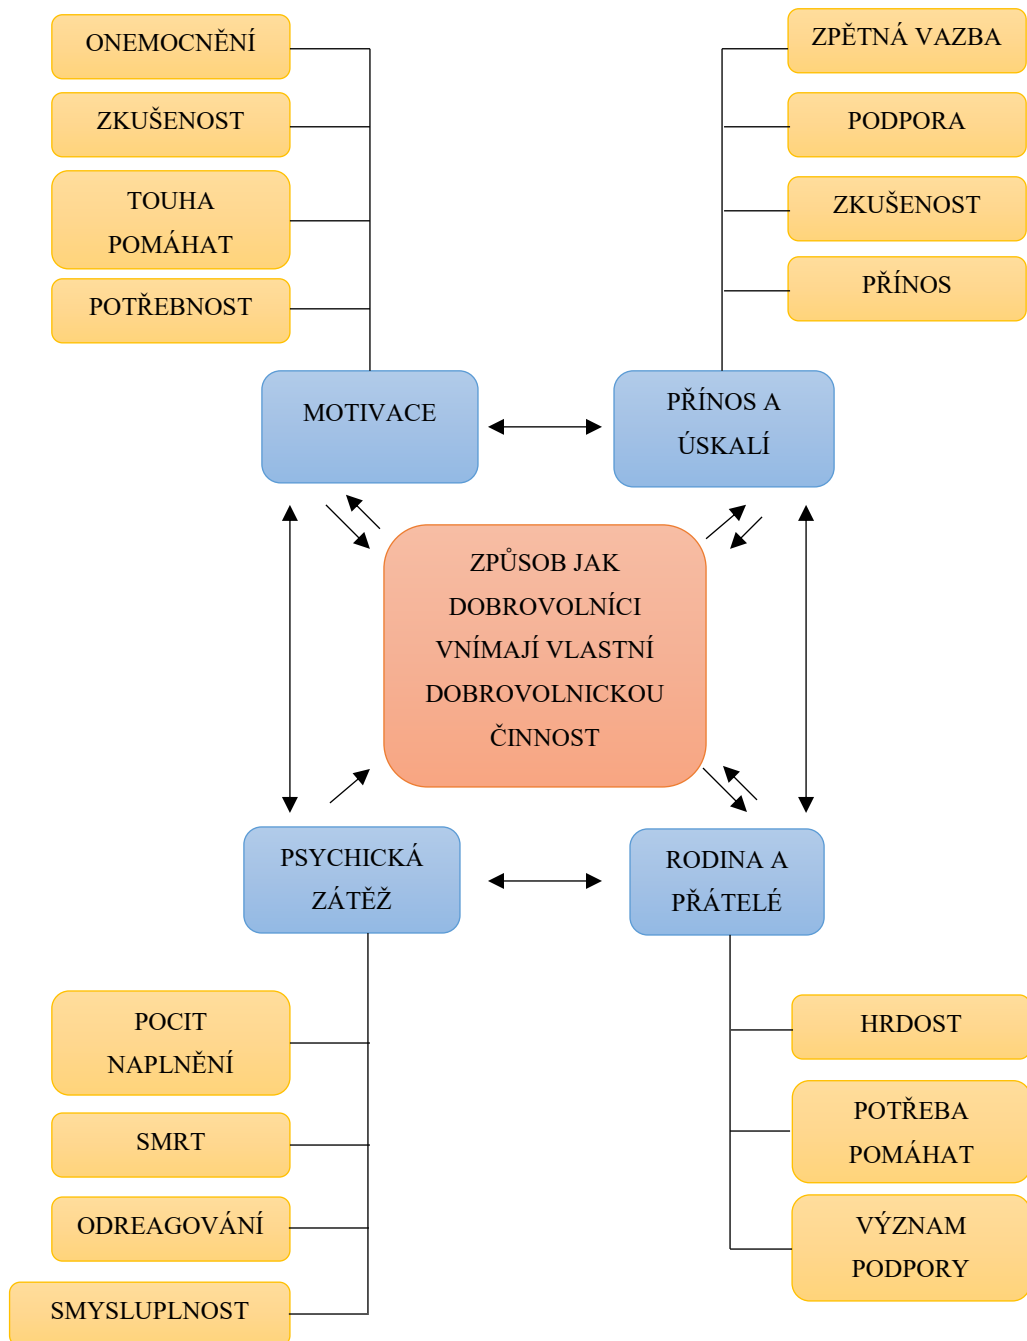 ONEMOCNĚNÍ
ZKUŠENOST
TOUHA
POMÁHAT
POTŘEBNOST
ZPĚTNÁ VAZBA
PODPORA
ZKUŠENOST
PŘÍNOS
MOTIVACE
PŘÍNOS A
ÚSKALÍ
ZPŮSOB JAK
DOBROVOLNÍCI
VNÍMAJÍ VLASTNÍ
DOBROVOLNICKOU
ČINNOST
PSYCHICKÁ
ZÁTĚŽ
RODINA A
PŘÁTELÉ
POCIT
NAPLNĚNÍ
SMRT
ODREAGOVÁNÍ
SMYSLUPLNOST
HRDOST
POTŘEBA
POMÁHAT
VÝZNAM
PODPORY